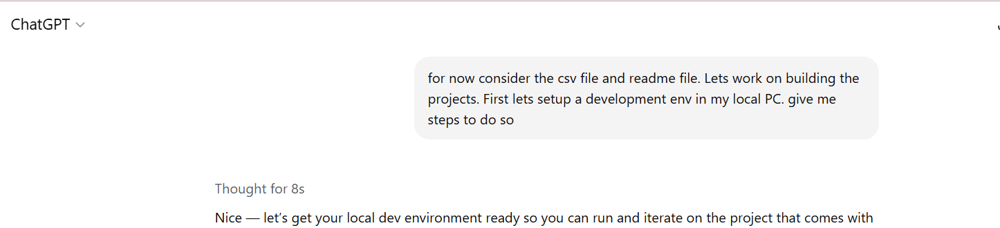 ChatGPT
for now consider the csv file and readme file. Lets work on building the
projects. First lets setup a development env in my local PC. give me
steps to do so
Thought for 8s
Nice — let’s get your local dev environment ready so you can run and iterate on the project that comes with